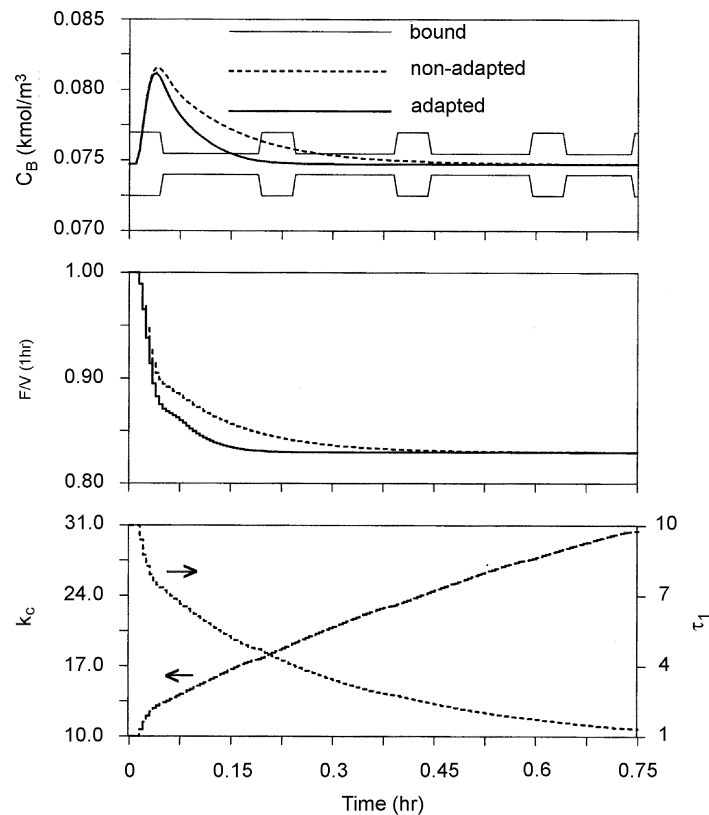 0.085
0.080
0.075
0.070
C_B (kmol/m³
bound
non-adapted
adapted
1.00
0.90
0.80
F/V (1hr)
31.0
24.0
17.0
10.0
k_c
10
7
4
1
τ₁
0 0.15 0.3 0.45 0.6 0.75
Time (hr)